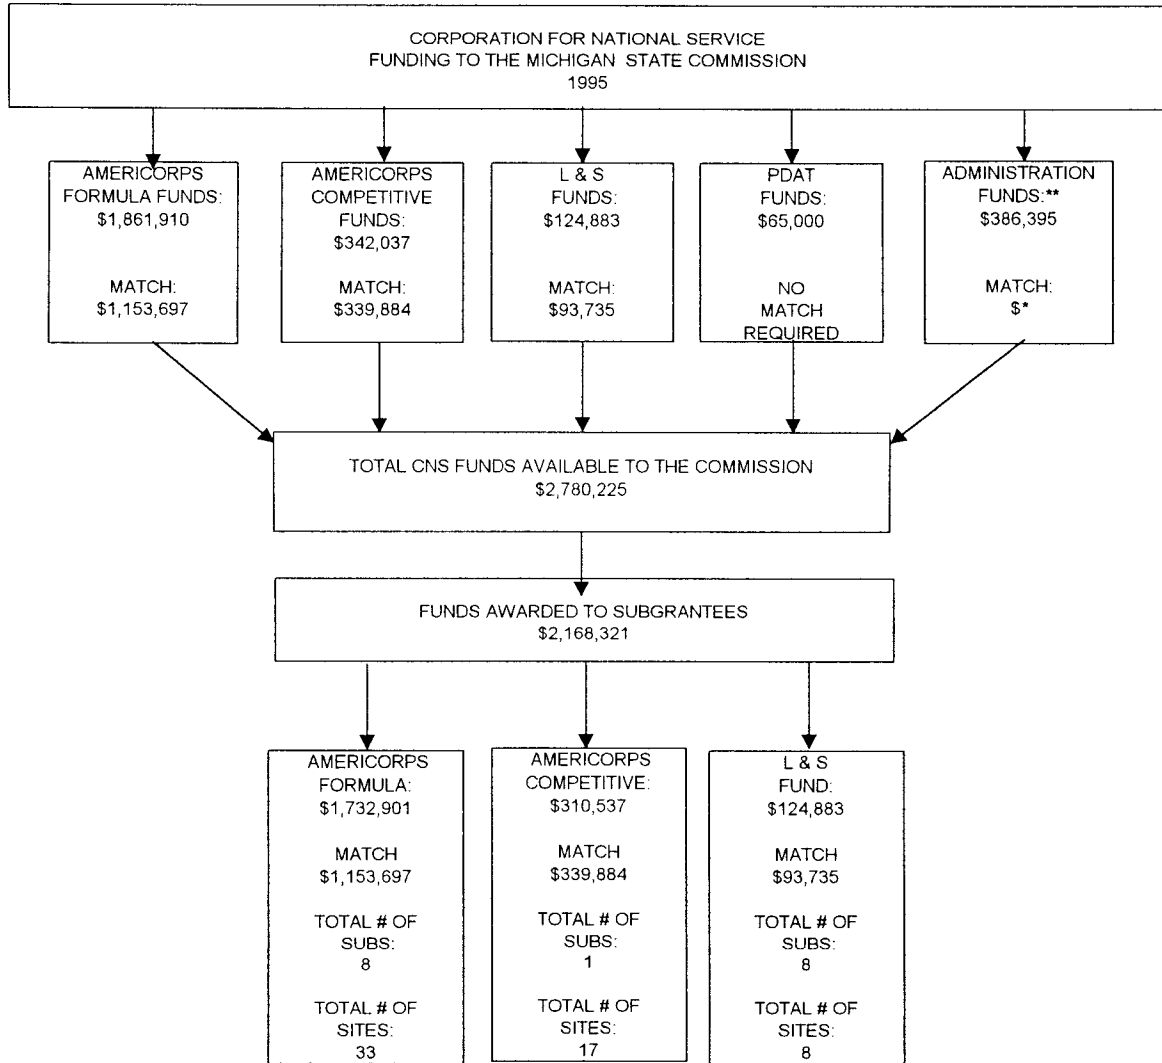 CORPORATION FOR NATIONAL SERVICE
FUNDING TO THE MICHIGAN STATE COMMISSION
1995
AMERICORPS
FORMULA FUNDS:
$1,861,910
MATCH:
$1,153,697
AMERICORPS
COMPETITIVE
FUNDS:
$342,037
MATCH:
$339,884
L & S
FUNDS:
$124,883
MATCH:
$93,735
PDAT
FUNDS:
$65,000
NO
MATCH
REQUIRED
ADMINISTRATION
FUNDS:**
$386,395
MATCH:
$*
TOTAL CNS FUNDS AVAILABLE TO THE COMMISSION
$2,780,225
FUNDS AWARDED TO SUBGRANTEES
$2,168,321
AMERICORPS
FORMULA:
$1,732,901
MATCH
$1,153,697
TOTAL # OF
SUBS:
8
TOTAL # OF
SITES:
33
AMERICORPS
COMPETITIVE:
$310,537
MATCH
$339,884
TOTAL # OF
SUBS:
1
TOTAL # OF
SITES:
17
L & S
FUND:
$124,883
MATCH
$93,735
TOTAL # OF
SUBS:
8
TOTAL # OF
SITES:
8